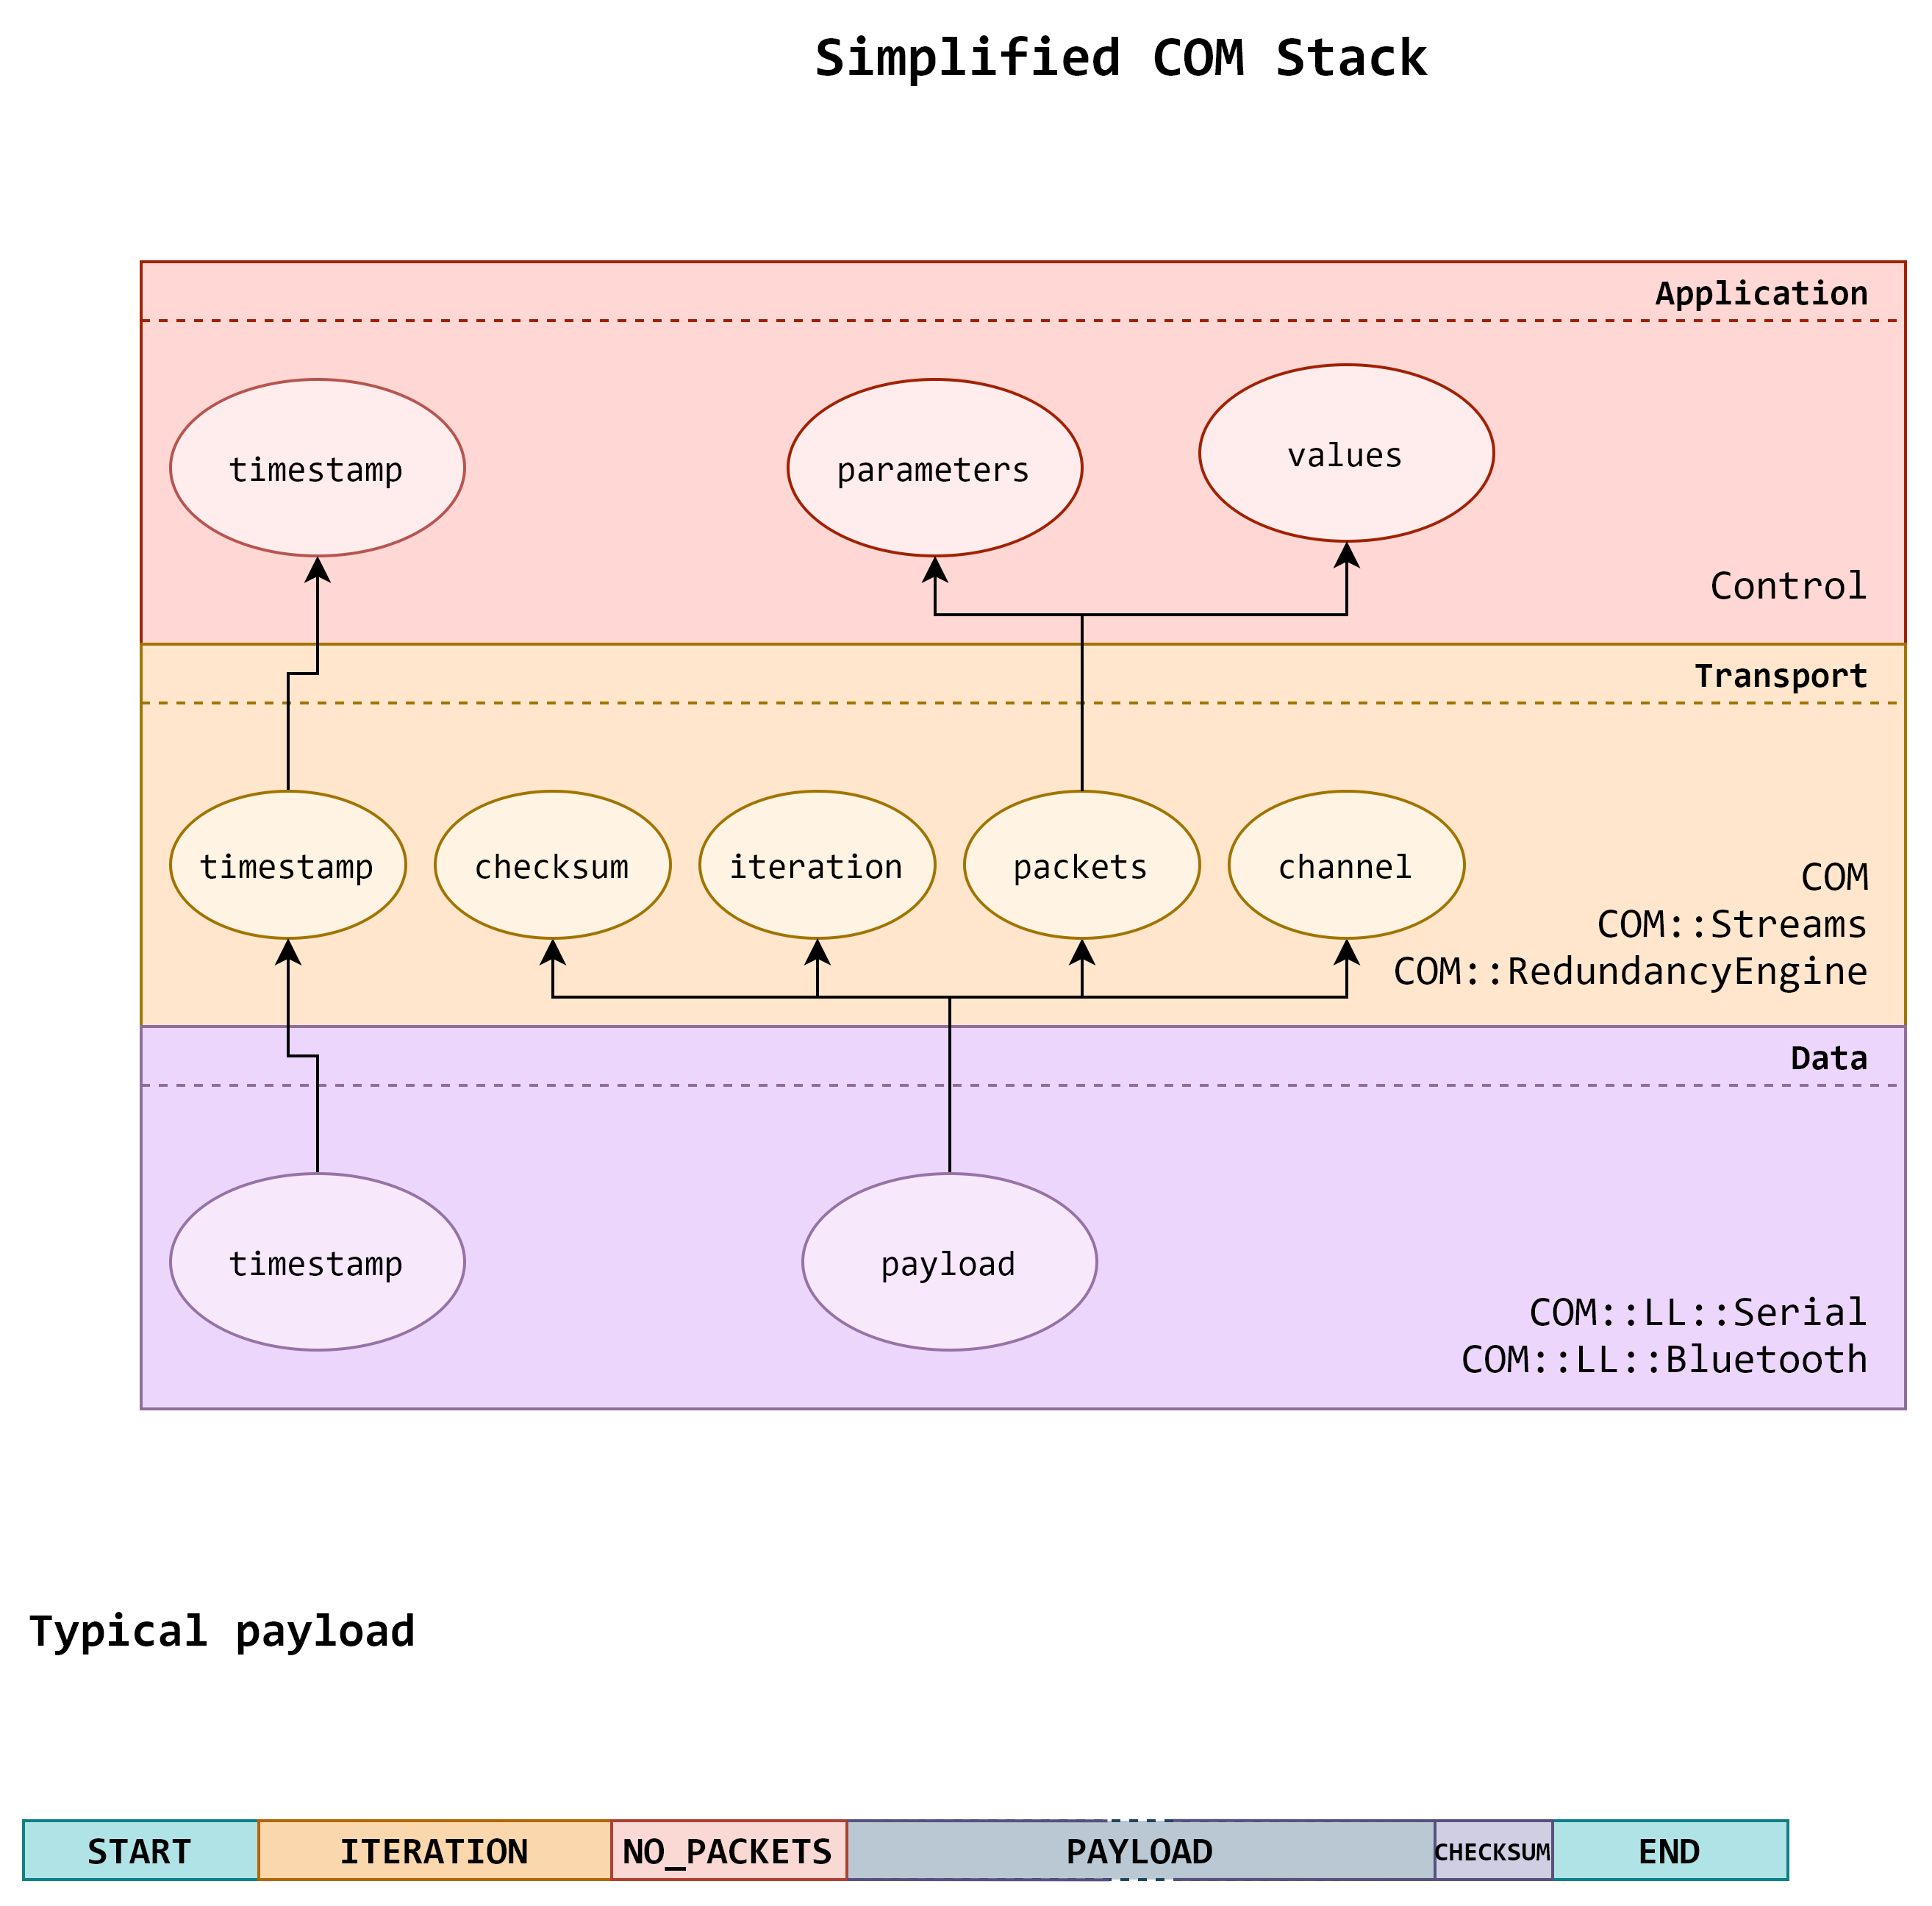 Simplified COM Stack
Application
timestamp
parameters
values
Control
Transport
timestamp
checksum
iteration
packets
channel
COM
COM::Streams
COM::RedundancyEngine
Data
timestamp
payload
COM::LL::Serial
COM::LL::Bluetooth
Typical payload
START
ITERATION
NO_PACKETS
PAYLOAD
CHECKSUM
END